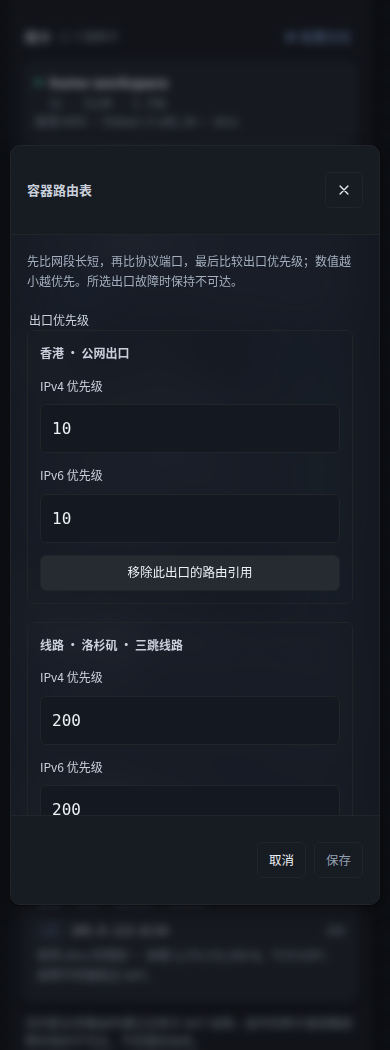 容器路由表
先比网段长短，再比协议端口，最后比较出口优先级；数值越
小越优先。所选出口故障时保持不可达。
出口优先级
香港 · 公网出口
IPv4 优先级
10
IPv6 优先级
10
移除此出口的路由引用
线路 · 洛杉矶 · 三跳线路
IPv4 优先级
200
IPv6 优先级
200
取消
保存